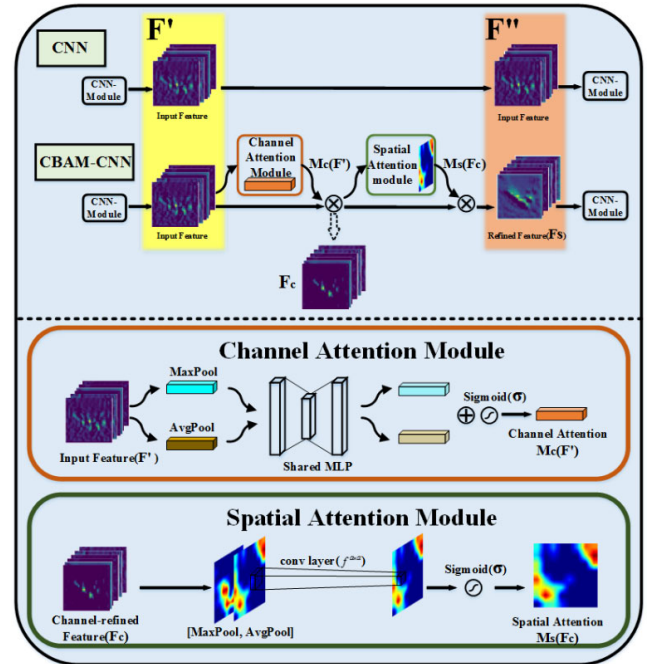 CNN
F'
F"
CNN-
Module
Input Feature
Input Feature
CNN-
Module
CBAM-CNN
CNN-
Module
Input Feature
Channel
Attention
Module
Mc(F')
Spatial
Attention
module
Ms(Fc)
Refined Feature(Fs)
CNN-
Module
Fc
Channel Attention Module
Input Feature(F')
MaxPool
AvgPool
Shared MLP
Sigmoid(σ)
Channel Attention
Mc(F')
Spatial Attention Module
Channel-refined
Feature(Fc)
[MaxPool, AvgPool]
conv layer(f
Sigmoid(σ)
Spatial Attention
Ms(Fc)